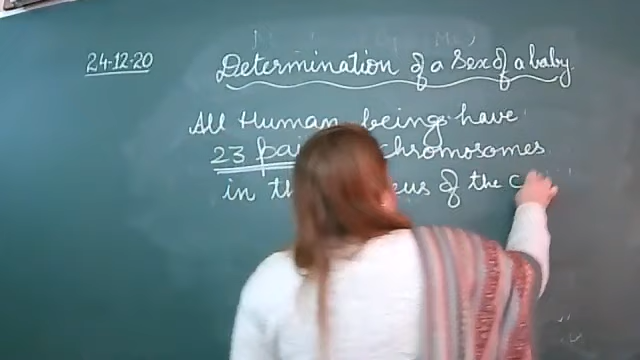 24-12-20
Determination of a Sex of a baby.
All Human beings have
23 pai chromosomes
in th eus of the c